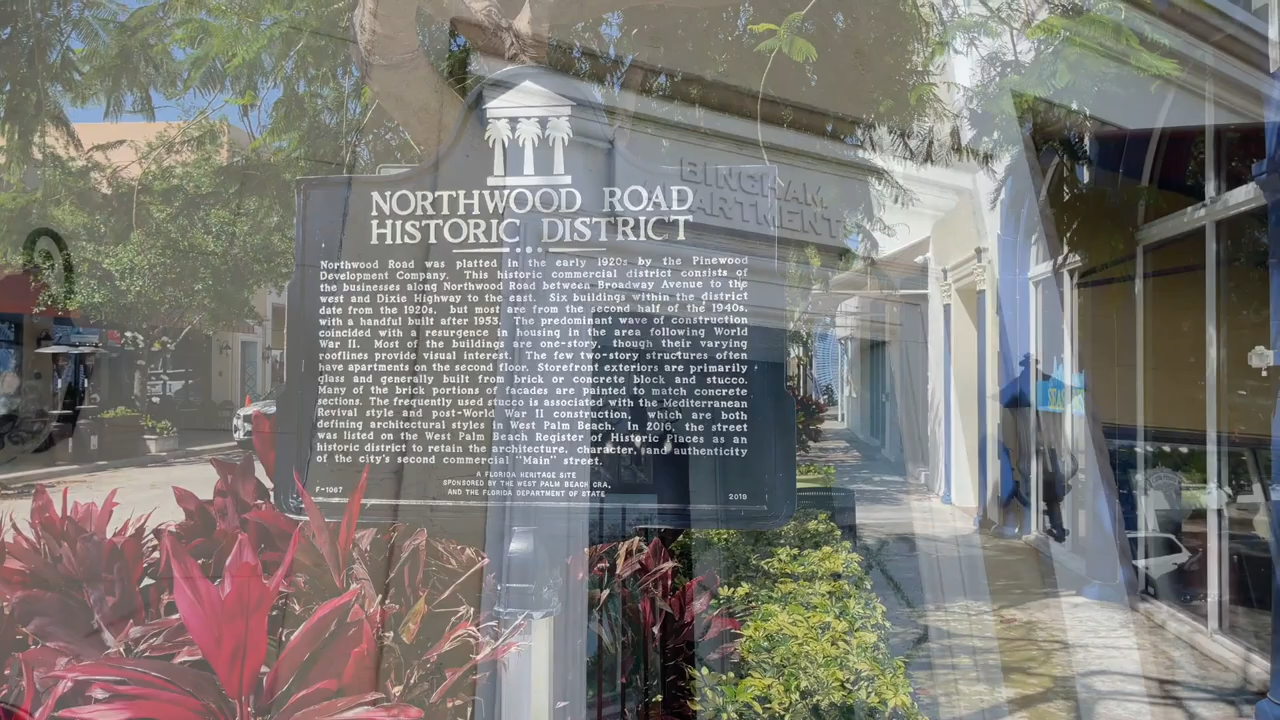 NORTHWOOD ROAD
HISTORIC DISTRICT
BINGHAM
APARTMENT
Northwood Road was platted in the early 1920s by the Pinewood
Development Company. This historic commercial district consists of
the businesses along Northwood Road between Broadway Avenue to the
west and Dixie Highway to the east. Six buildings within the district
date from the 1920s, but most are from the second half of the 1940s,
with a handful built after 1953. The predominant wave of construction
coincided with a resurgence in housing in the area following World
War II. Most of the buildings are one-story, though their varying
rooflines provide visual interest. The few two-story structures often
have apartments on the second floor. Storefront exteriors are primarily
glass and generally built from brick or concrete block and stucco.
Many of the brick portions of facades are painted to match concrete
sections. The frequently used stucco is associated with the Mediterranean
Revival style and post-World War II construction, which are both
defining architectural styles in West Palm Beach. In 2016, the street
was listed on the West Palm Beach Register of Historic Places as an
historic district to retain the architecture, character, and authenticity
of the city's second commercial "Main" street.
A FLORIDA HERITAGE SITE
SPONSORED BY THE WEST PALM BEACH CRA,
AND THE FLORIDA DEPARTMENT OF STATE
F-1067
2019